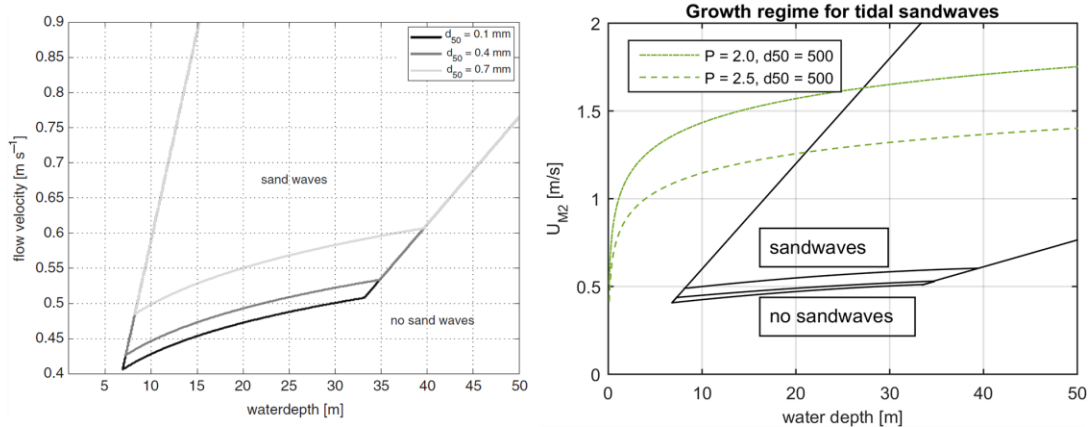 0.9
0.85
0.8
0.75
0.7
0.65
0.6
0.55
0.5
0.45
0.4
flow velocity [m s⁻¹]
d₅₀ = 0.1 mm
d₅₀ = 0.4 mm
d₅₀ = 0.7 mm
sand waves
no sand waves
5 10 15 20 25 30 35 40 45 50
waterdepth [m]
Growth regime for tidal sandwaves
2
1.5
1
0.5
0
U_M2 [m/s]
P = 2.0, d50 = 500
P = 2.5, d50 = 500
sandwaves
no sandwaves
0 10 20 30 40 50
water depth [m]